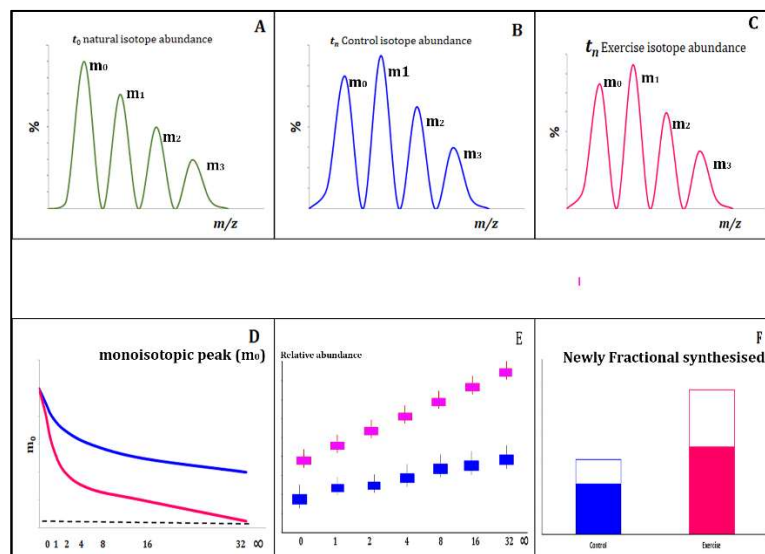 A
t₀ natural isotope abundance
m₀
m₁
m₂
m₃
%
m/z
B
tₙ Control isotope abundance
m₀
m1
m₂
m₃
%
m/z
C
tₙ Exercise isotope abundance
m₀
m₁
m₂
m₃
%
m/z
D
monoisotopic peak (m₀)
m₀
0 1 2 4 8 16 32 ∞
E
Relative abundance
0 1 2 4 8 16 32 ∞
F
Newly Fractional synthesised
Control Exercise